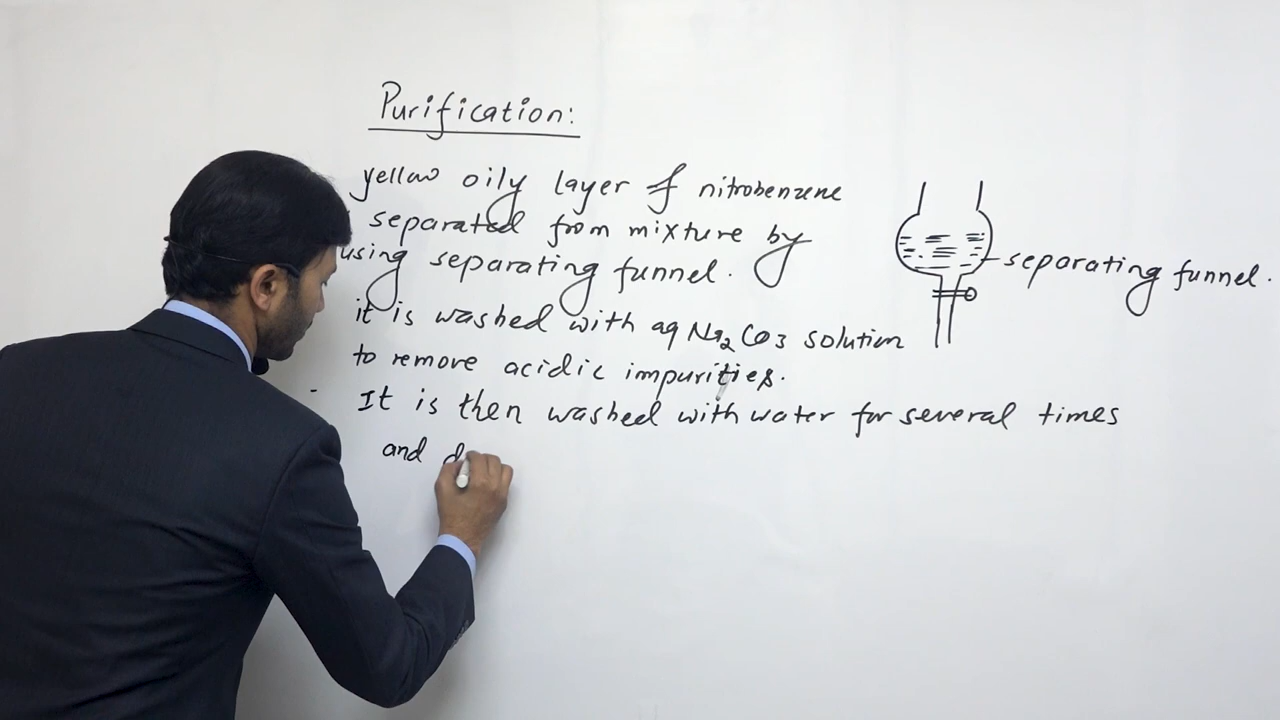 Purification:
yellow oily layer of nitrobenzene
separated from mixture by
using separating funnel.
separating funnel.
it is washed with aq Na2CO3 solution
to remove acidic impurities.
It is then washed with water for several times
and